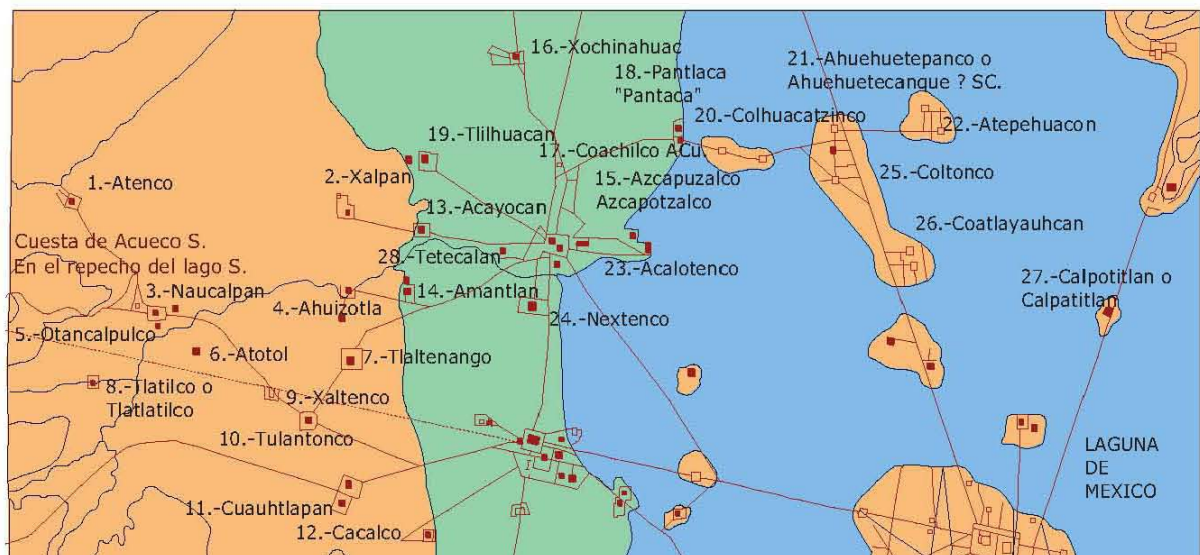 16.-Xochinahuac
18.-Pantlaca
"Pantaca"
21.-Ahuehuetepanco o
Ahuehuetecanque ? SC.
20.-Colhuacatzinco
22.-Atepehuacon
19.-Tlilhuacan
17.-Coachilco ACu.
1.-Atenco
2.-Xalpan
15.-Azcapuzalco
Azcapotzalco
25.-Coltonco
13.-Acayocan
26.-Coatlayauhcan
Cuesta de Acueco S.
En el repecho del lago S.
28.-Tetecalan
23.-Acalotenco
27.-Calpotitlan o
Calpatitlan
3.-Naucalpan
4.-Ahuizotla
14.-Amantlan
24.-Nextenco
5.-Otancalpulco
6.-Atotol
7.-Tlaltenango
8.-Tlatilco o
Tlatlatilco
9.-Xaltenco
10.-Tulantonco
LAGUNA
DE
MEXICO
11.-Cuauhtlapan
12.-Cacalco